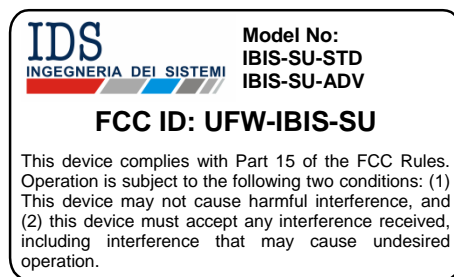 IDS
INGEGNERIA DEI SISTEMI
Model No:
IBIS-SU-STD
IBIS-SU-ADV
FCC ID: UFW-IBIS-SU
This device complies with Part 15 of the FCC Rules.
Operation is subject to the following two conditions: (1)
This device may not cause harmful interference, and
(2) this device must accept any interference received,
including interference that may cause undesired
operation.